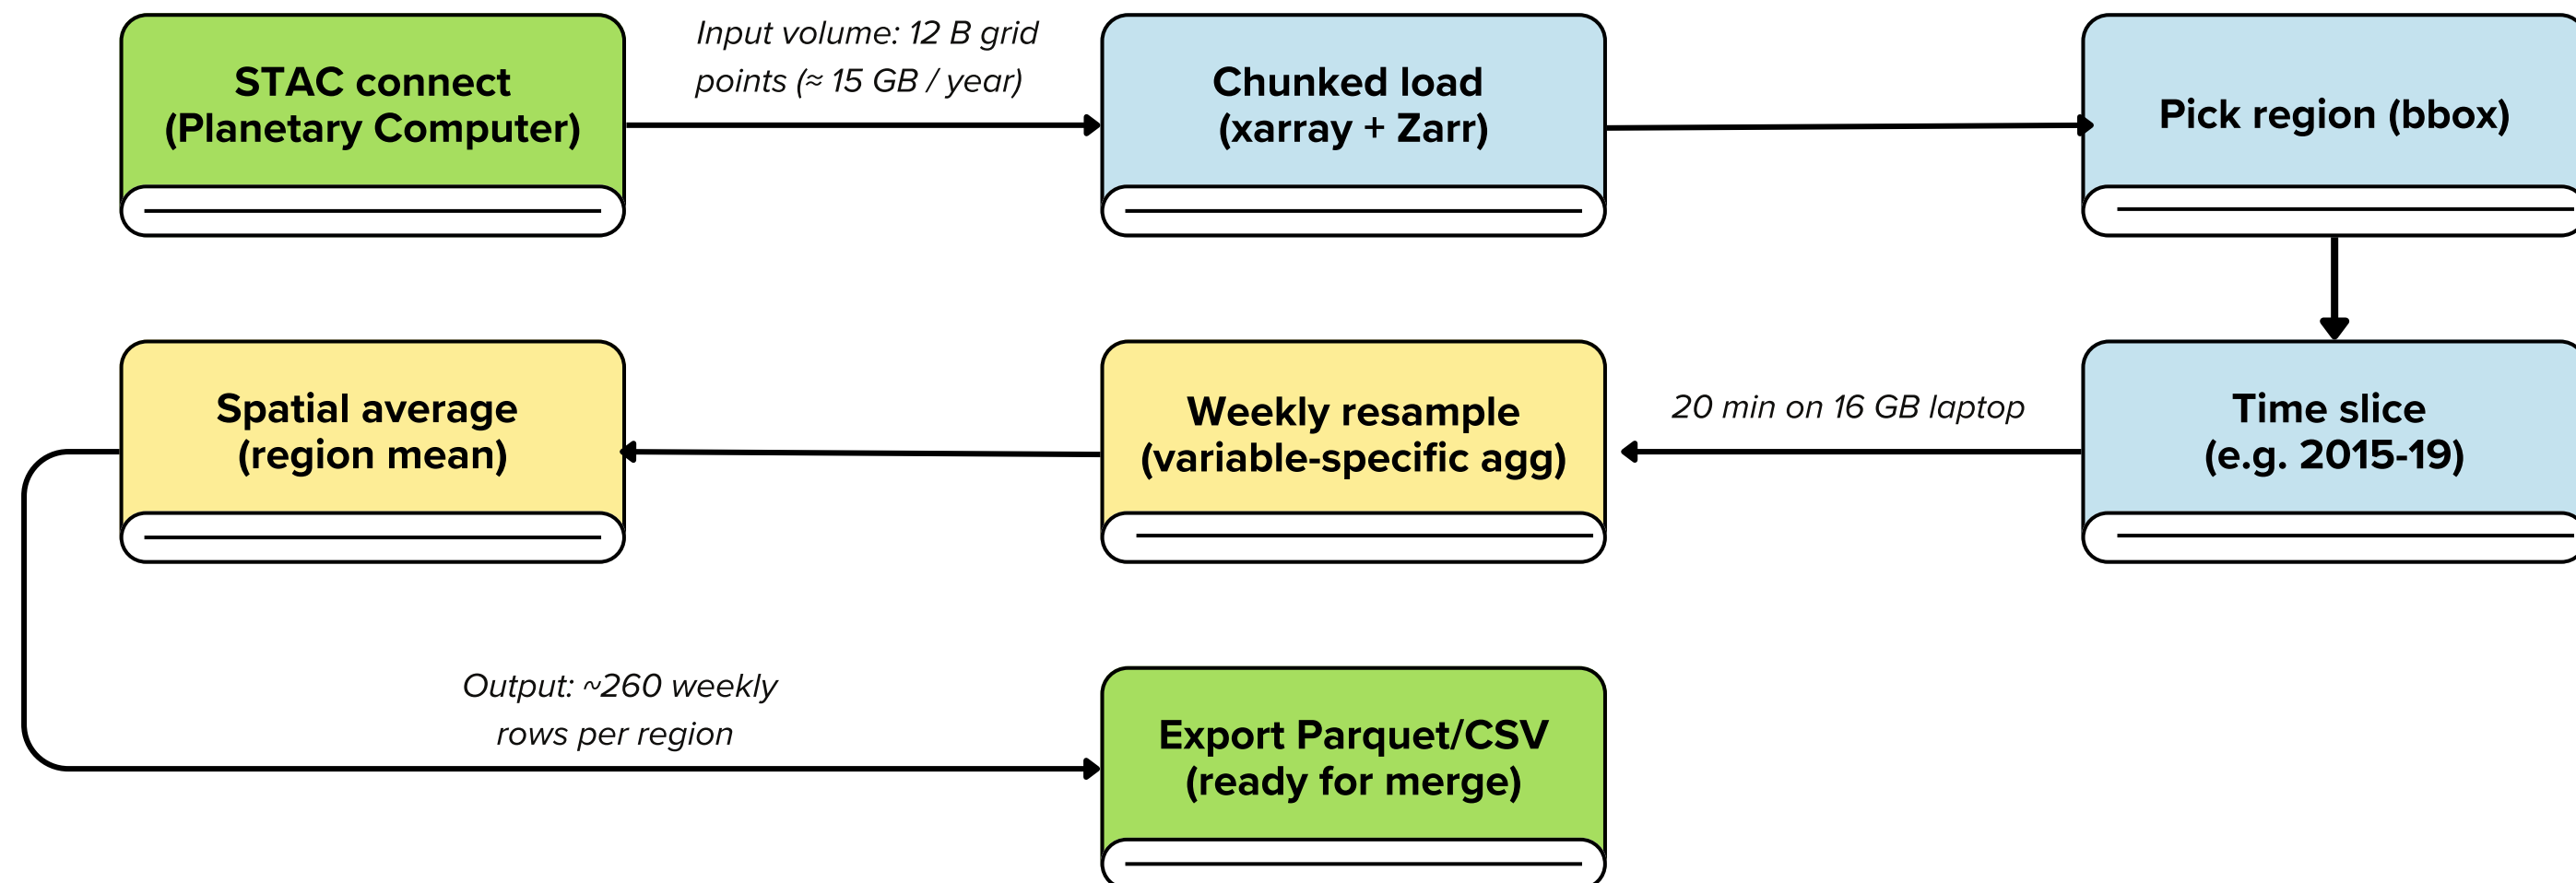 STAC connect
(Planetary Computer)
Input volume: 12 B grid
points (≈ 15 GB / year)
Chunked load
(xarray + Zarr)
Pick region (bbox)
Spatial average
(region mean)
Weekly resample
(variable-specific agg)
20 min on 16 GB laptop
Time slice
(e.g. 2015-19)
Output: ~260 weekly
rows per region
Export Parquet/CSV
(ready for merge)